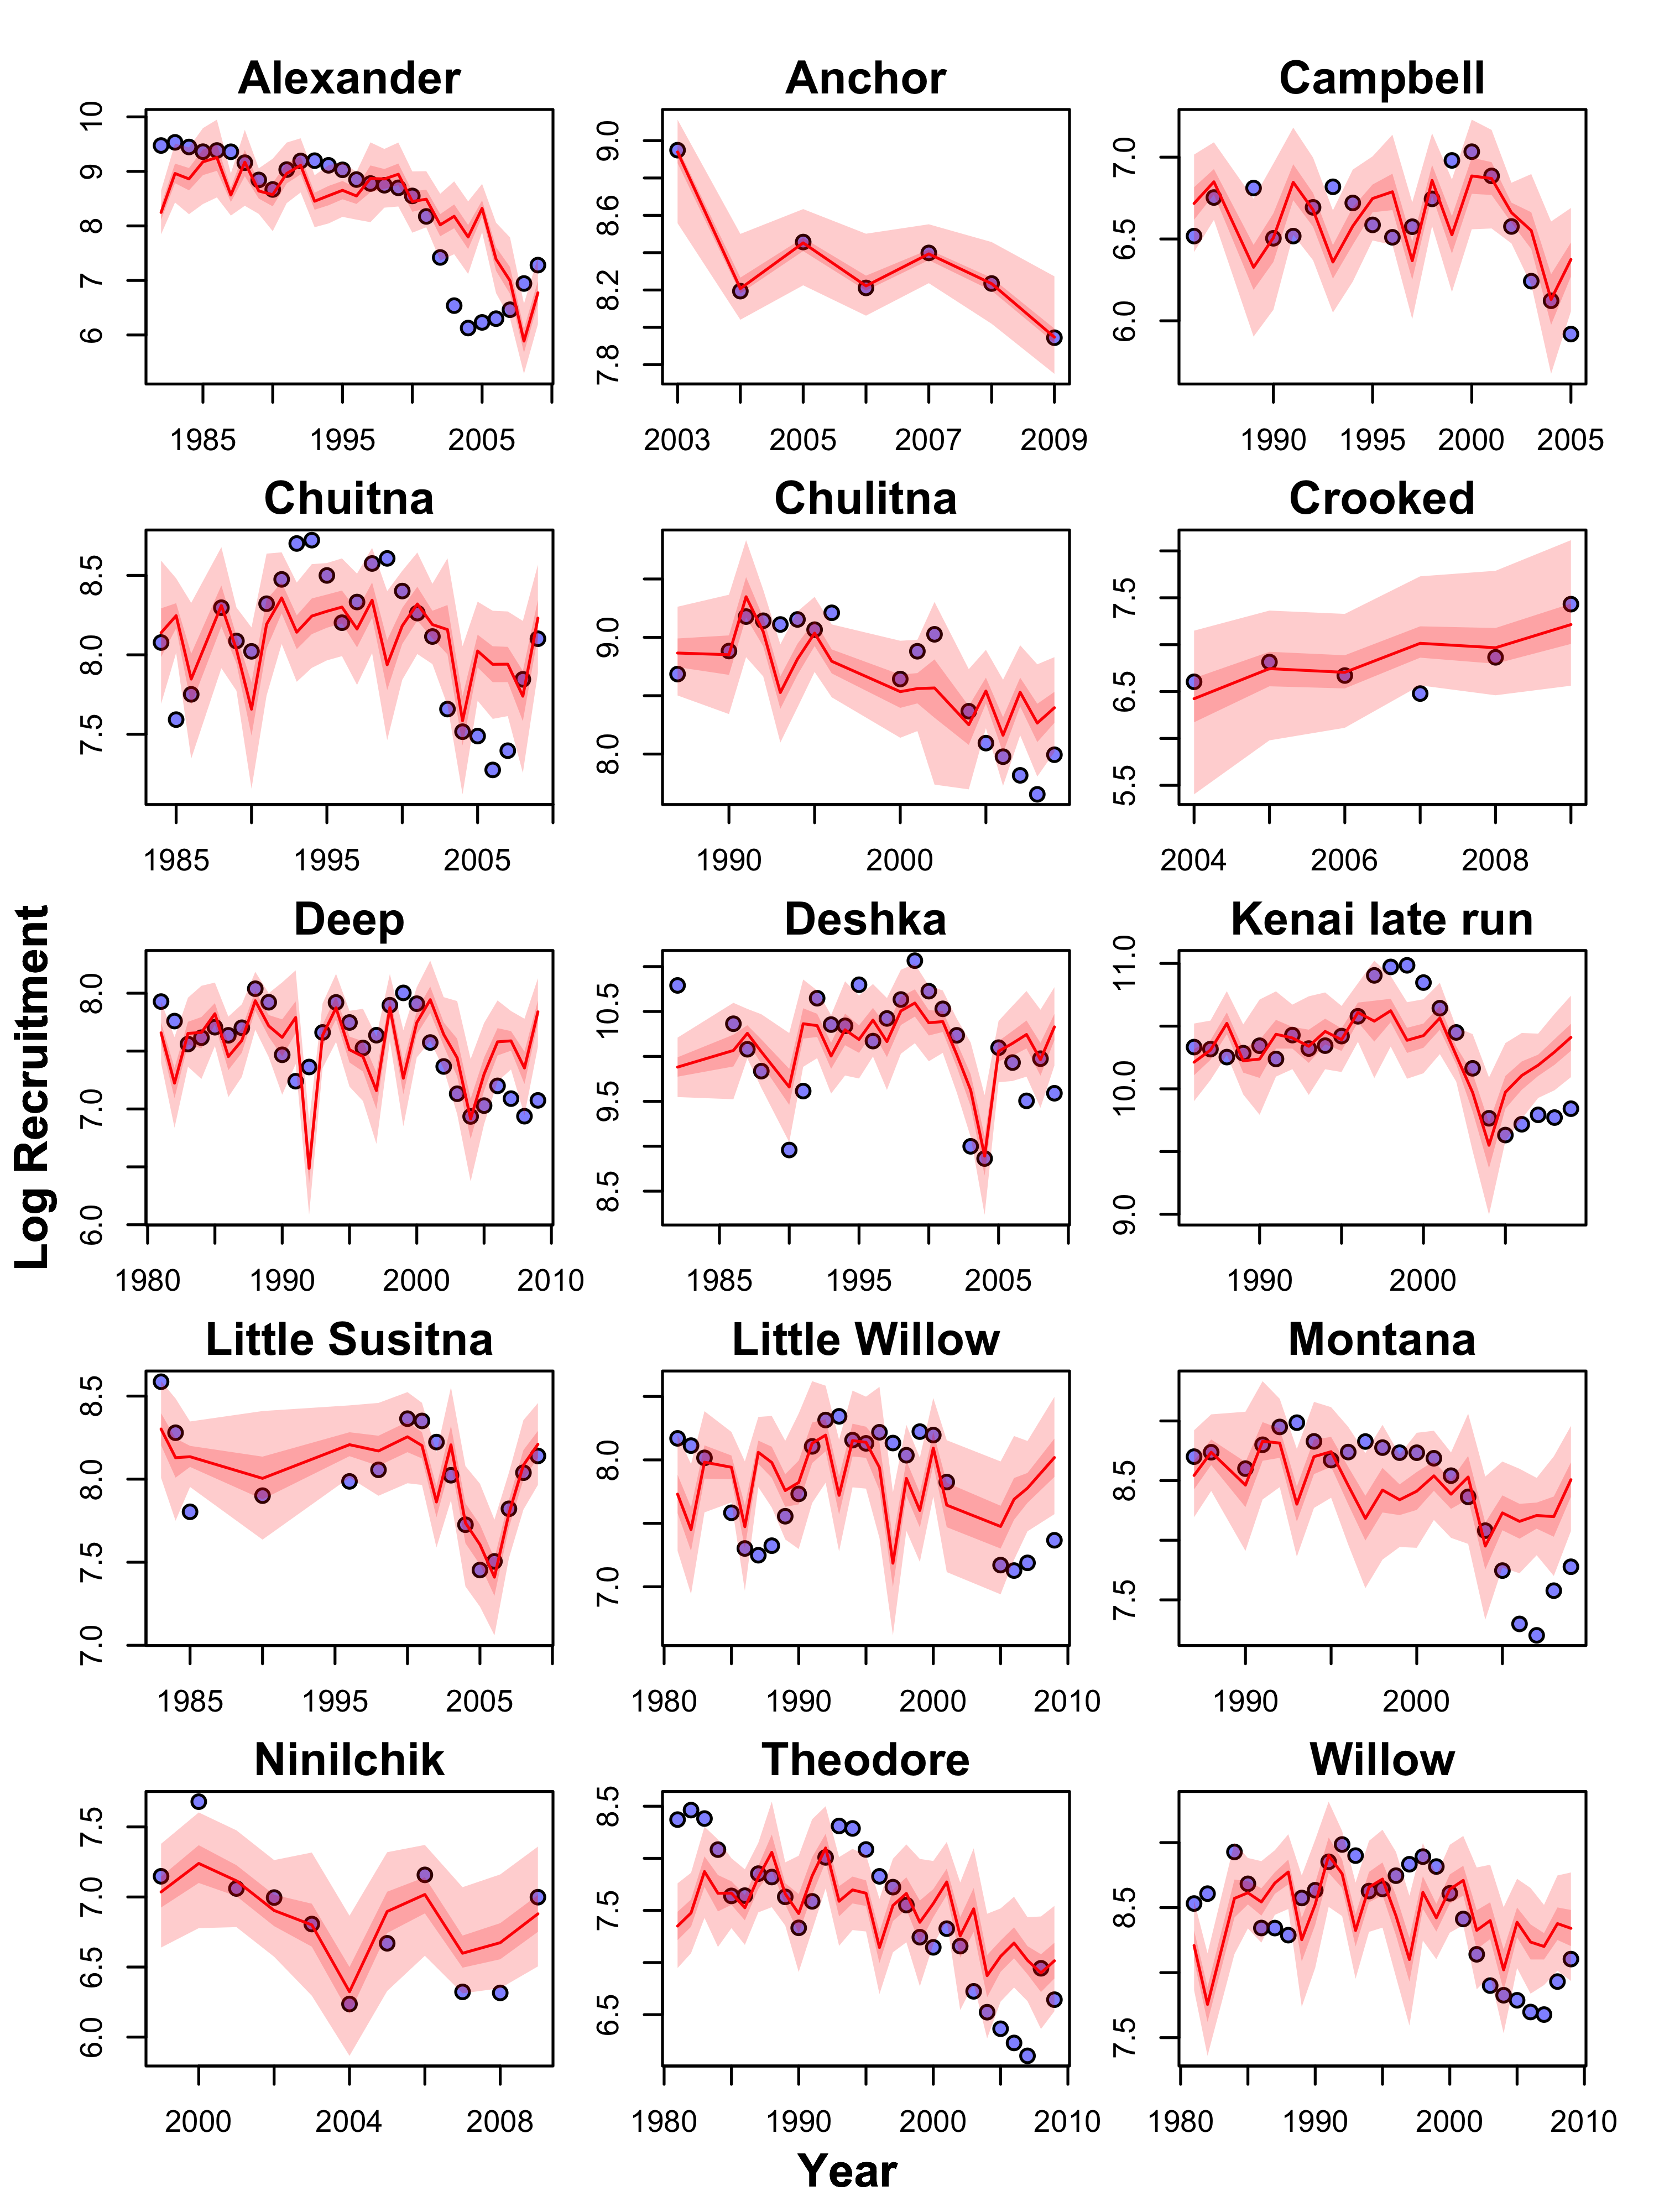 Alexander Anchor Campbell
10 9 8 7 6
9.0 8.6 8.2 7.8
7.0 6.5 6.0
1985 1995 2005
2003 2005 2007 2009
1990 1995 2000 2005
Chuitna Chulitna Crooked
8.5 8.0 7.5
9.0 8.0
7.5 6.5 5.5
1985 1995 2005
1990 2000
2004 2006 2008
Deep Deshka Kenai late run
8.0 7.0 6.0
10.5 9.5 8.5
11.0 10.0 9.0
1980 1990 2000 2010
1985 1995 2005
1990 2000
Log Recruitment
Little Susitna Little Willow Montana
8.5 8.0 7.5 7.0
8.0 7.0
8.5 7.5
1985 1995 2005
1980 1990 2000 2010
1990 2000
Ninilchik Theodore Willow
7.5 7.0 6.5 6.0
8.5 7.5 6.5
8.5 7.5
2000 2004 2008
1980 1990 2000 2010
1980 1990 2000 2010
Year